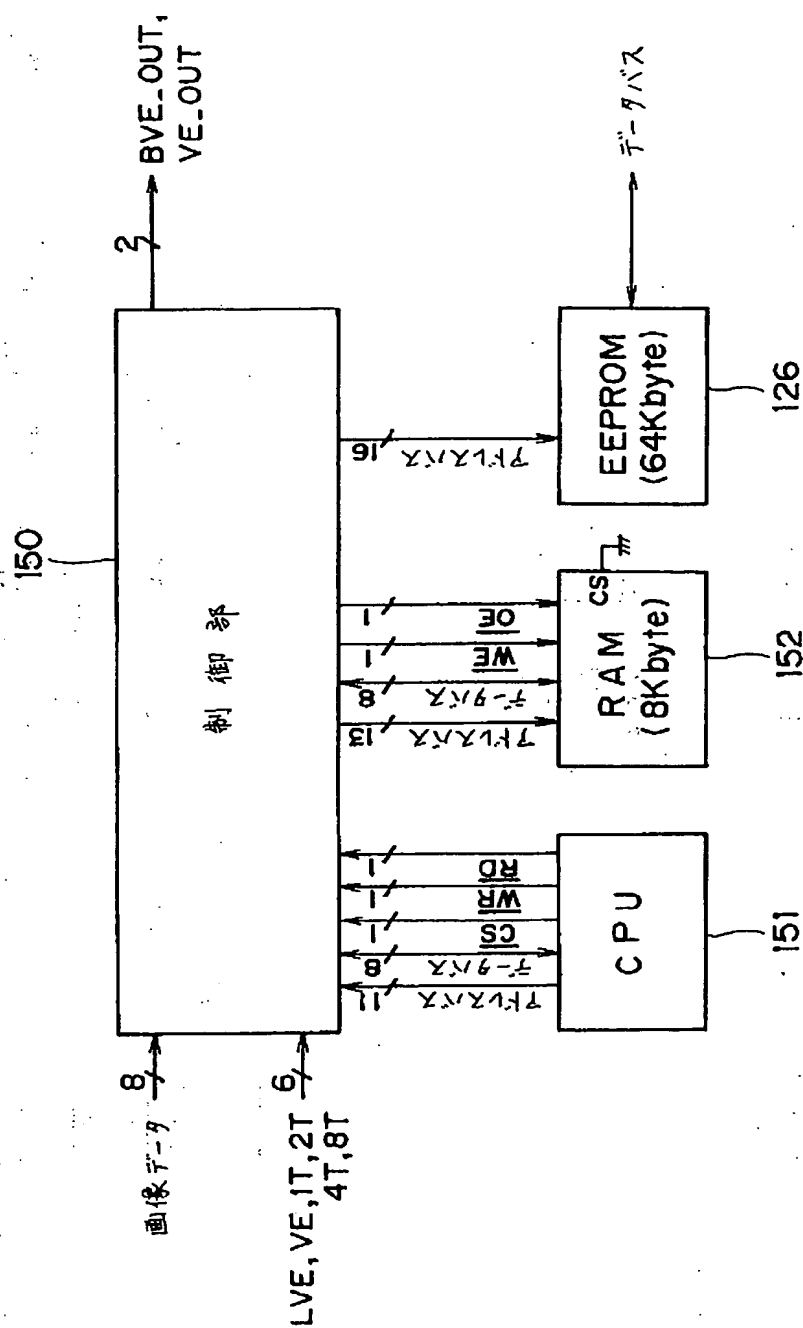 150
BVE_OUT,
VE_OUT
2
画像データ
8
LVE, VE, 1T, 2T
4T, 8T
6
制御部
11
アドレスバス
8
データバス
1
CS
1
WR
1
RD
13
アドレスバス
8
データバス
1
WE
1
OE
16
アドレスバス
CPU
151
RAM
(8Kbyte)
CS
152
EEPROM
(64Kbyte)
126
データバス